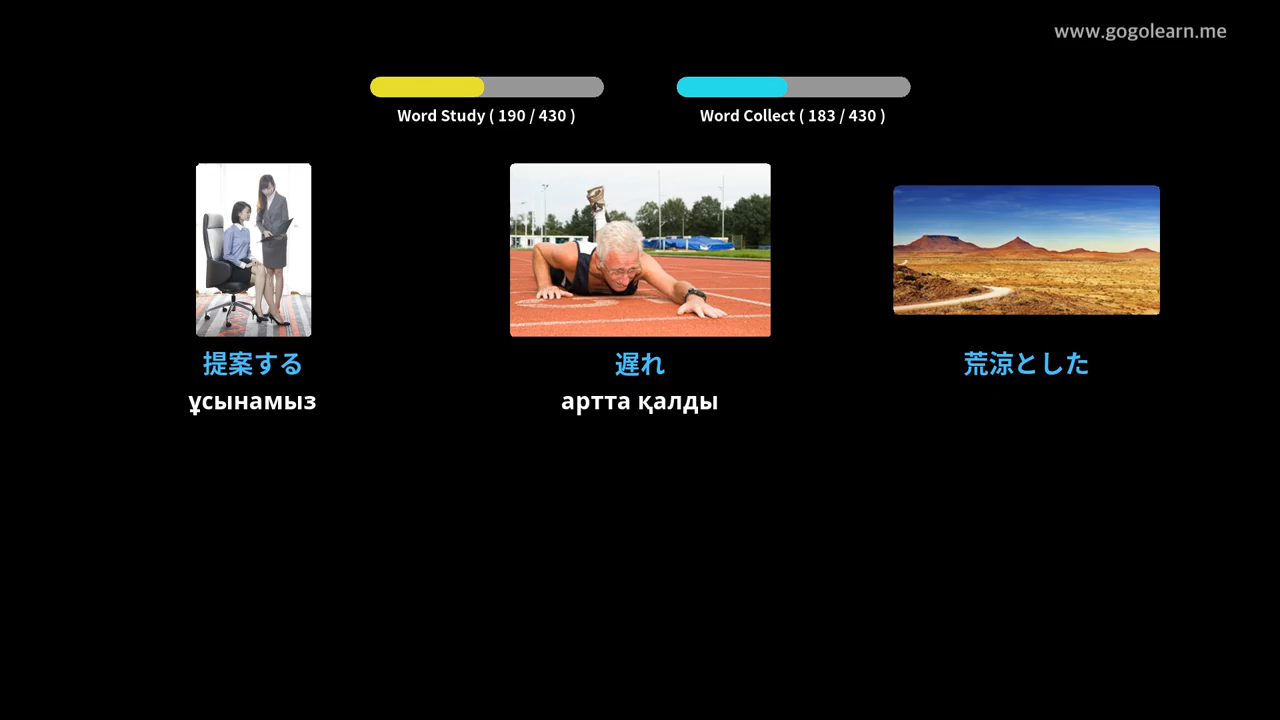 www.gogolearn.me
Word Study ( 190 / 430 )
Word Collect ( 183 / 430 )
提案する
ұсынамыз
遅れ
артта қалды
荒涼とした